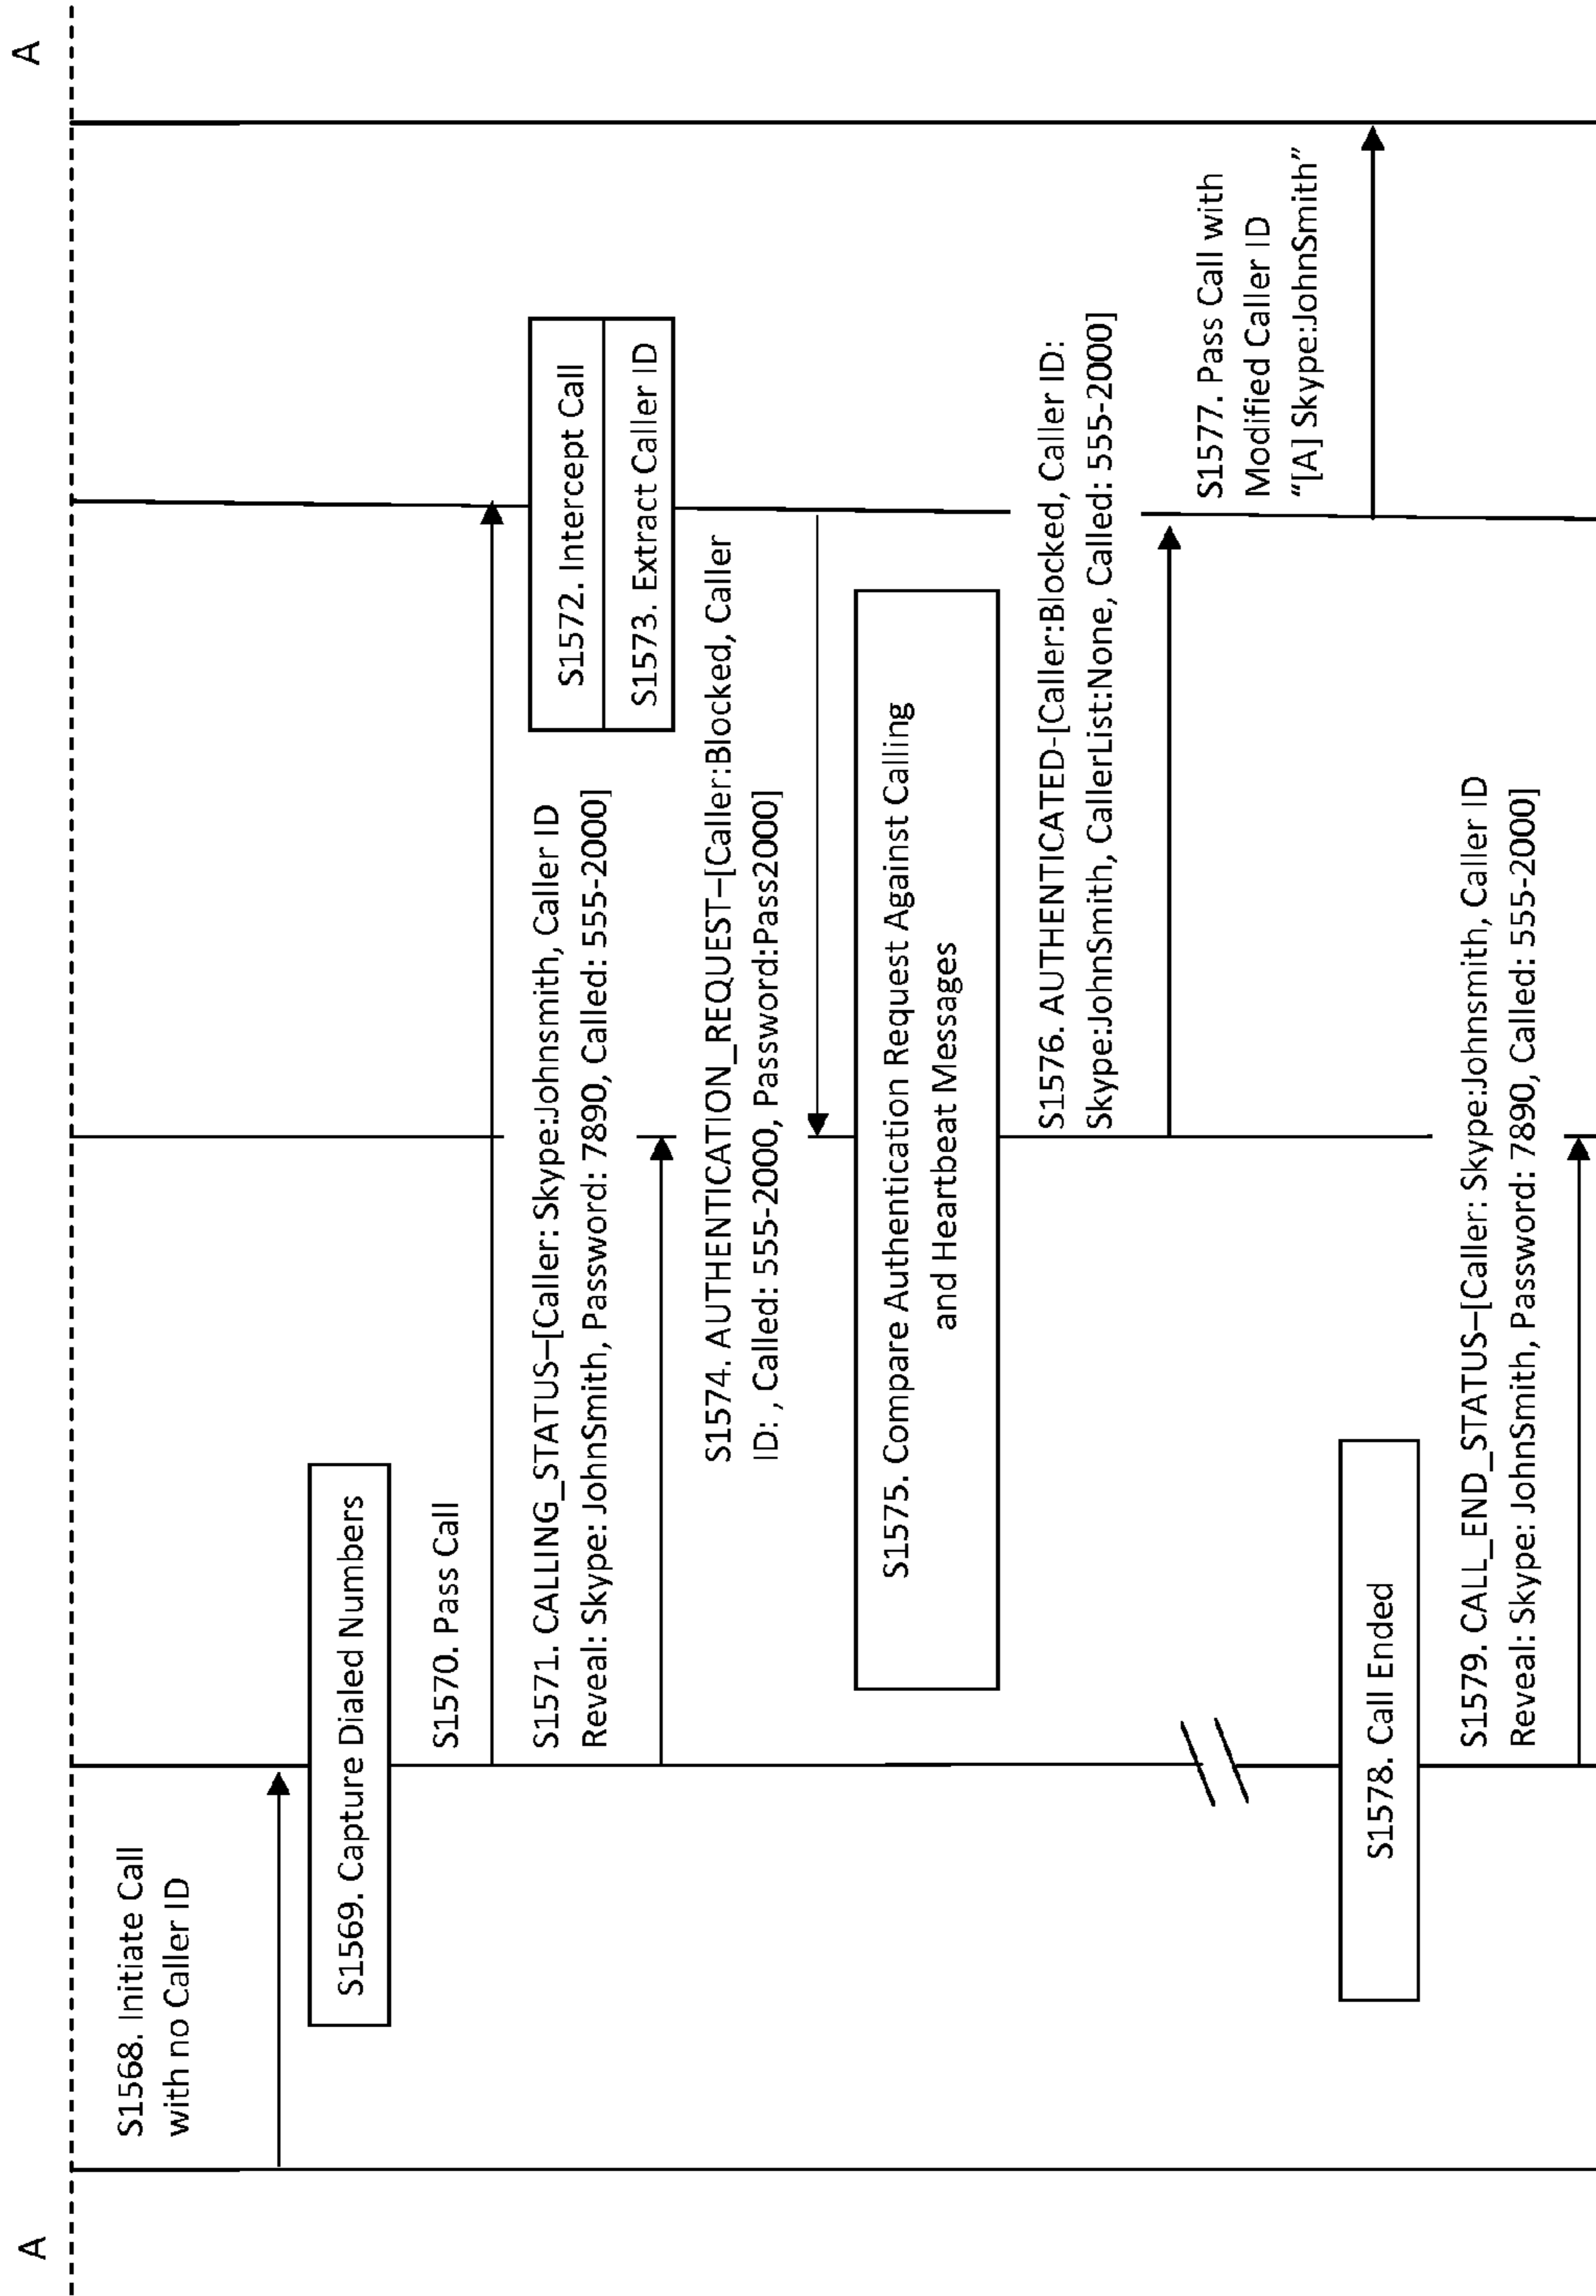 A
A
S1568. Initiate Call
with no Caller ID
S1569. Capture Dialed Numbers
S1570. Pass Call
S1571. CALLING_STATUS–[Caller: Skype:Johnsmith, Caller ID
Reveal: Skype: JohnSmith, Password: 7890, Called: 555-2000]
S1572. Intercept Call
S1573. Extract Caller ID
S1574. AUTHENTICATION_REQUEST–[Caller:Blocked, Caller
ID: , Called: 555-2000, Password:Pass2000]
S1575. Compare Authentication Request Against Calling
and Heartbeat Messages
S1576. AUTHENTICATED-[Caller:Blocked, Caller ID:
Skype:JohnSmith, CallerList:None, Called: 555-2000]
S1577. Pass Call with
Modified Caller ID
“[A] Skype:JohnSmith”
S1578. Call Ended
S1579. CALL_END_STATUS–[Caller: Skype:Johnsmith, Caller ID
Reveal: Skype: JohnSmith, Password: 7890, Called: 555-2000]